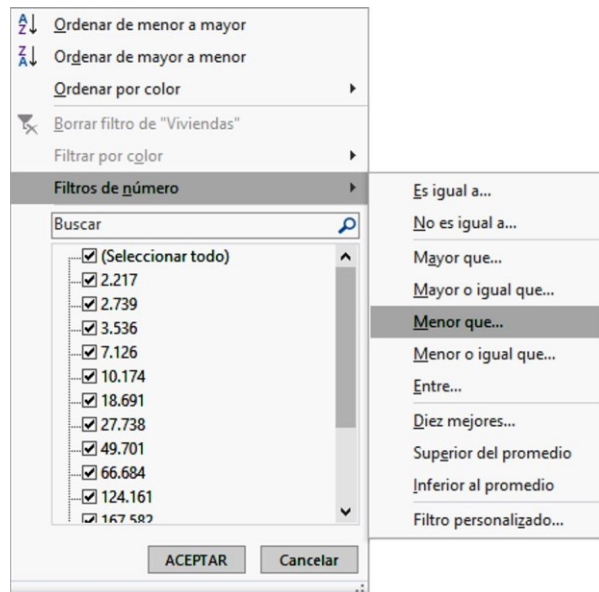 Ordenar de menor a mayor
Ordenar de mayor a menor
Ordenar por color
Borrar filtro de "Viviendas"
Filtrar por color
Filtros de número
Buscar
(Seleccionar todo)
2.217
2.739
3.536
7.126
10.174
18.691
27.738
49.701
66.684
124.161
167.582
ACEPTAR
Cancelar
Es igual a...
No es igual a...
Mayor que...
Mayor o igual que...
Menor que...
Menor o igual que...
Entre...
Diez mejores...
Superior del promedio
Inferior al promedio
Filtro personalizado...